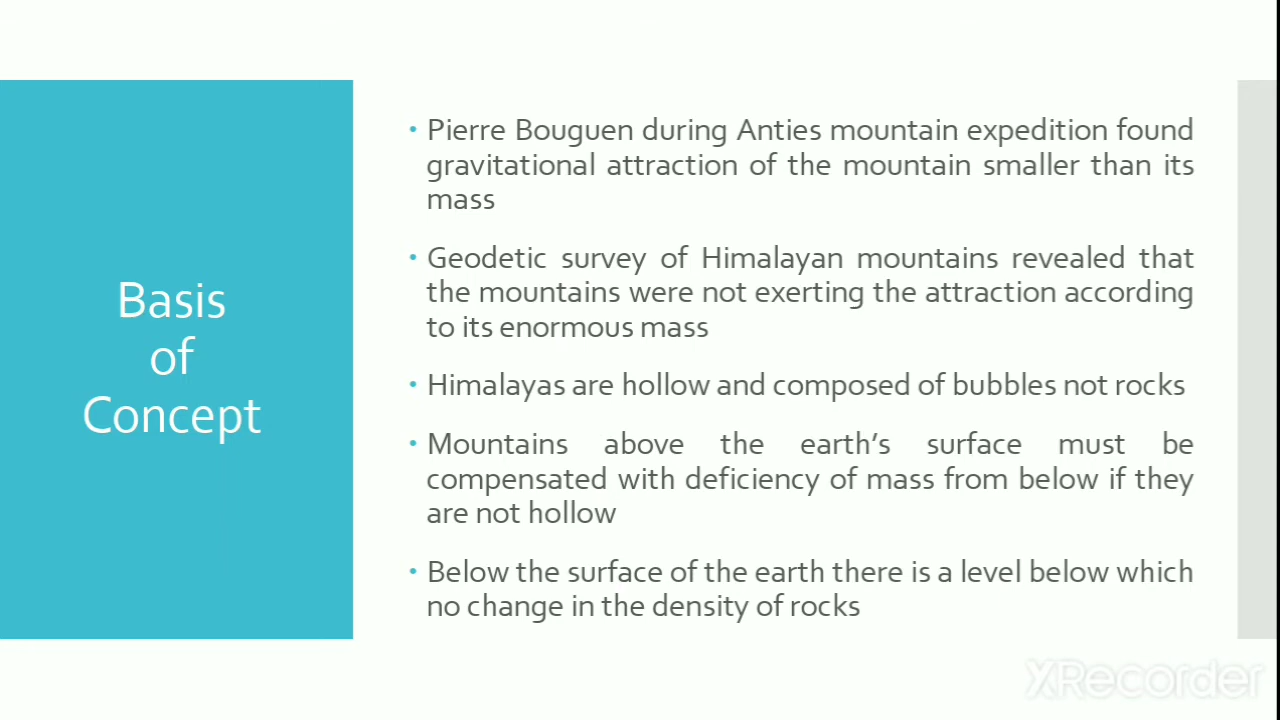 Basis
of
Concept
• Pierre Bouguen during Anties mountain expedition found
gravitational attraction of the mountain smaller than its
mass
• Geodetic survey of Himalayan mountains revealed that
the mountains were not exerting the attraction according
to its enormous mass
• Himalayas are hollow and composed of bubbles not rocks
• Mountains above the earth’s surface must be
compensated with deficiency of mass from below if they
are not hollow
• Below the surface of the earth there is a level below which
no change in the density of rocks
XRecorder